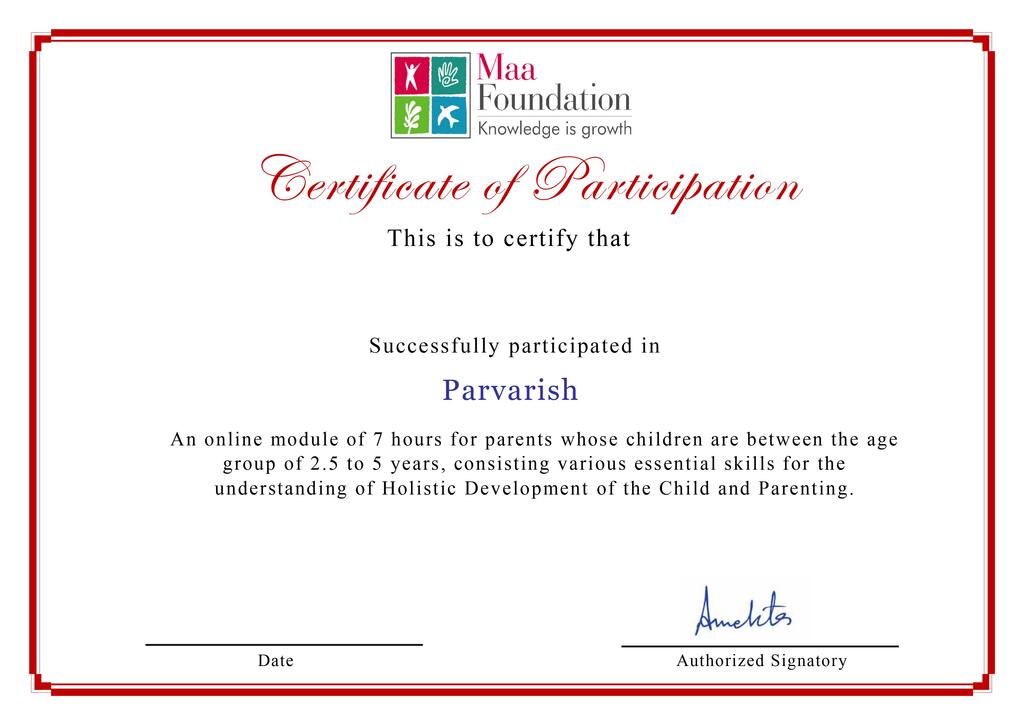 Maa
Foundation
Knowledge is growth
Certificate of Participation
This is to certify that
Successfully participated in
Parvarish
An online module of 7 hours for parents whose children are between the age
group of 2.5 to 5 years, consisting various essential skills for the
understanding of Holistic Development of the Child and Parenting.
Date
Authorized Signatory